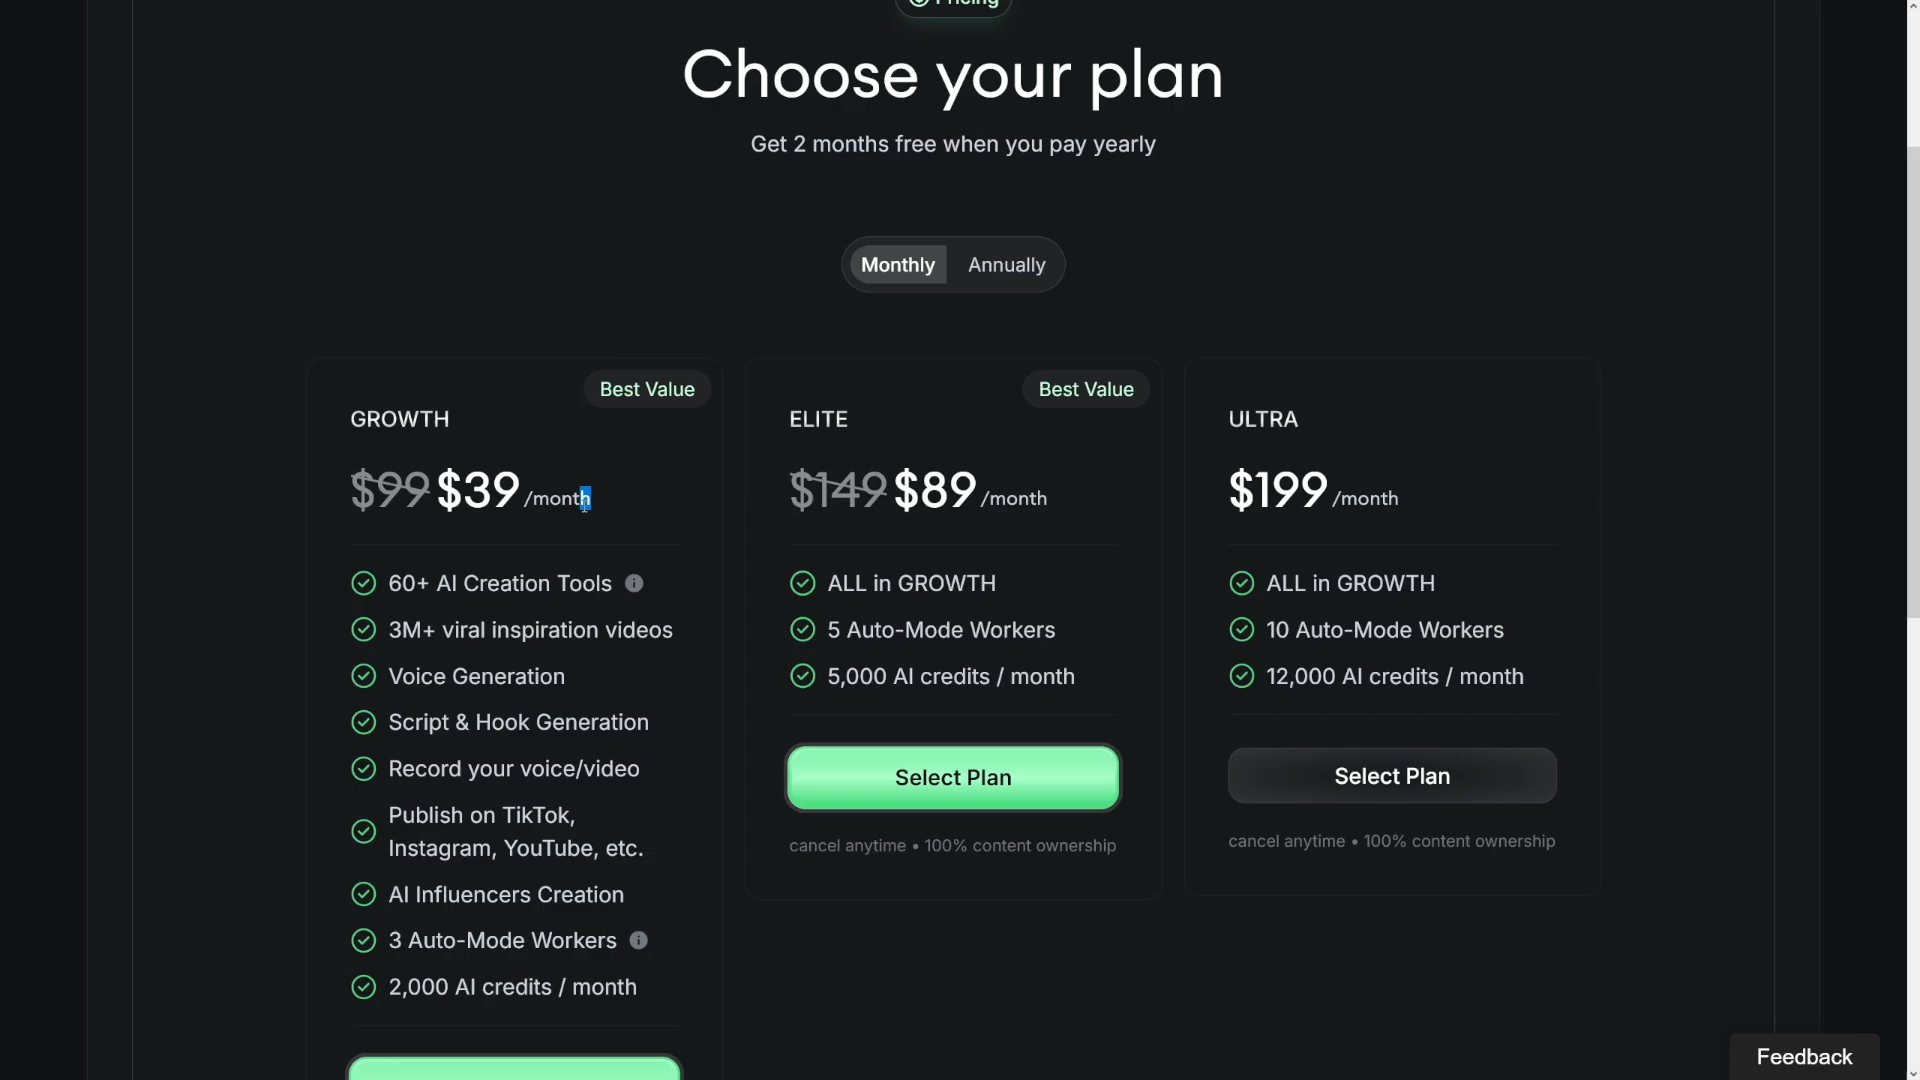 Pricing
Choose your plan
Get 2 months free when you pay yearly
Monthly
Annually
Best Value
GROWTH
$99 $39 /month
60+ AI Creation Tools
3M+ viral inspiration videos
Voice Generation
Script & Hook Generation
Record your voice/video
Publish on TikTok,
Instagram, YouTube, etc.
AI Influencers Creation
3 Auto-Mode Workers
2,000 AI credits / month
Best Value
ELITE
$149 $89 /month
ALL in GROWTH
5 Auto-Mode Workers
5,000 AI credits / month
Select Plan
cancel anytime • 100% content ownership
ULTRA
$199 /month
ALL in GROWTH
10 Auto-Mode Workers
12,000 AI credits / month
Select Plan
cancel anytime • 100% content ownership
Feedback